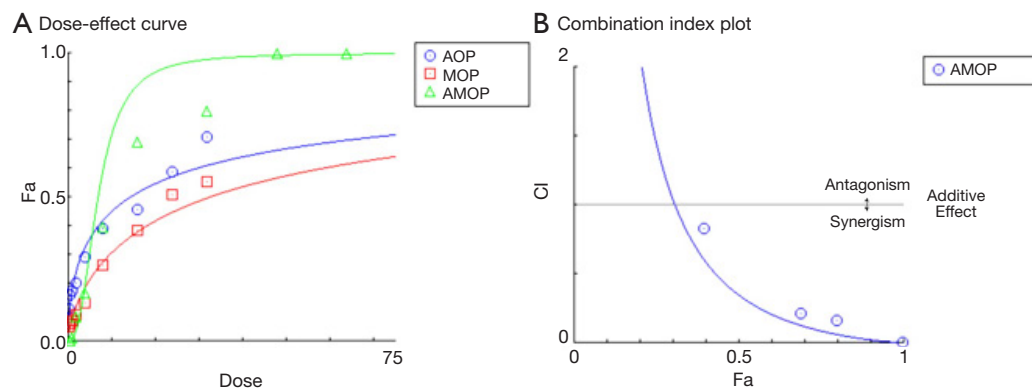 A Dose-effect curve
1.0
Fa
0.5
0.0
0
75
Dose
AOP
MOP
AMOP
B Combination index plot
2
CI
0
0
0.5
1
Fa
Antagonism
Synergism
Additive
Effect
AMOP